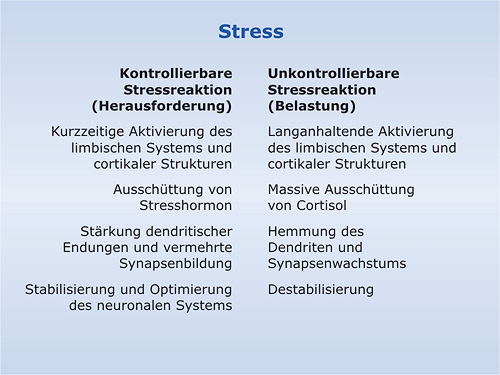 Stress
Kontrollierbare
Stressreaktion
(Herausforderung)
Kurzzeitige Aktivierung des
limbischen Systems und
cortikaler Strukturen
Ausschüttung von
Stresshormon
Stärkung dendritischer
Endungen und vermehrte
Synapsenbildung
Stabilisierung und Optimierung
des neuronalen Systems
Unkontrollierbare
Stressreaktion
(Belastung)
Langanhaltende Aktivierung
des limbischen Systems und
cortikaler Strukturen
Massive Ausschüttung
von Cortisol
Hemmung des
Dendriten und
Synapsenwachstums
Destabilisierung